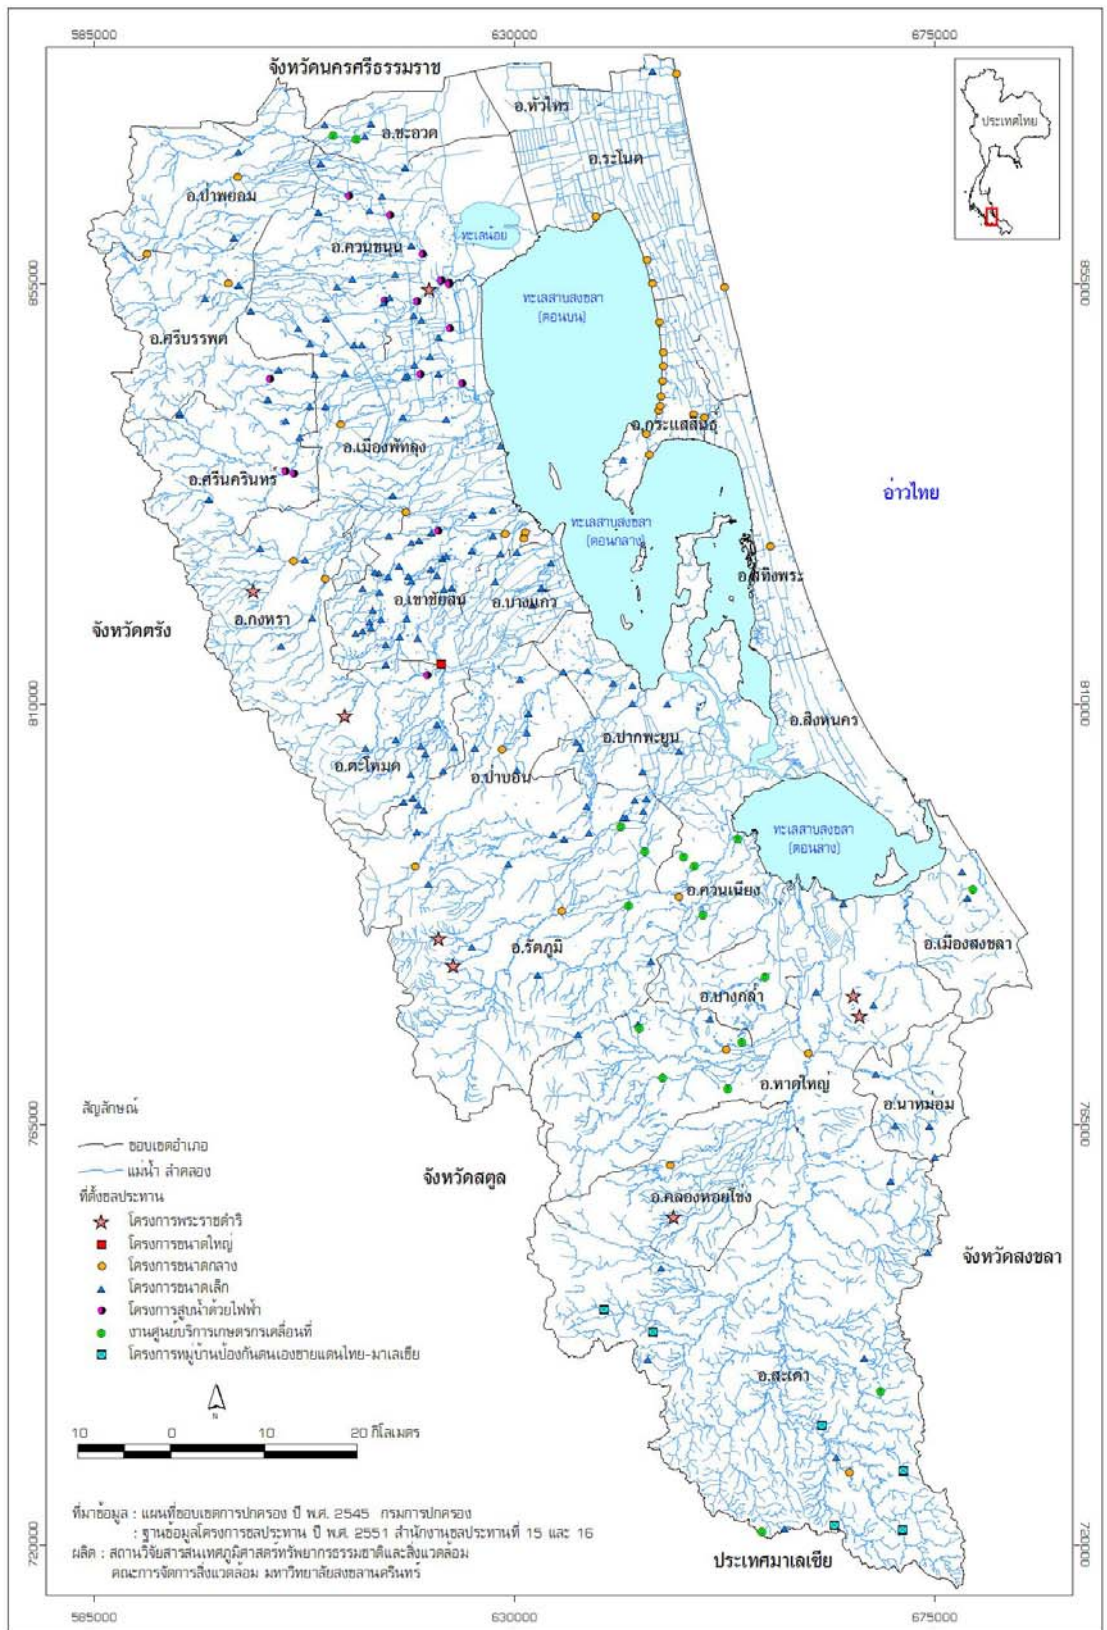 585000
630000
675000
จังหวัดนครศรีธรรมราช
อ.หัวไทร
อ.ชะอวด
ประเทศไทย
อ.ระโนด
อ.ป่าพยอม
ทะเลน้อย
อ.ควนขนุน
855000
855000
ทะเลสาบสงขลา
(ตอนบน)
อ.ศรีบรรพต
อ.กระแสสินธุ์
อ.เมืองพัทลุง
อ.ศรีนครินทร์
อ่าวไทย
ทะเลสาบสงขลา
(ตอนกลาง)
อ.สทิงพระ
อ.เขาชัยสน
อ.บางแก้ว
อ.กงหรา
จังหวัดตรัง
810000
810000
อ.สิงหนคร
อ.ปากพะยูน
อ.ตะโหมด
อ.ป่าบอน
ทะเลสาบสงขลา
(ตอนล่าง)
อ.ควนเนียง
อ.รัตภูมิ
อ.เมืองสงขลา
อ.บางกล่ำ
อ.หาดใหญ่
อ.นาหม่อม
สัญลักษณ์
765000
765000
ขอบเขตอำเภอ
แม่น้ำ ลำคลอง
จังหวัดสตูล
ที่ตั้งชลประทาน
อ.คลองหอยโข่ง
โครงการพระราชดำริ
โครงการขนาดใหญ่
จังหวัดสงขลา
โครงการขนาดกลาง
โครงการขนาดเล็ก
โครงการสูบน้ำด้วยไฟฟ้า
งานศูนย์บริการเกษตรกรเคลื่อนที่
โครงการหมู่บ้านป้องกันตนเองชายแดนไทย-มาเลเซีย
อ.สะเดา
N
10 0 10 20 กิโลเมตร
ที่มาข้อมูล : แผนที่ขอบเขตการปกครอง ปี พ.ศ. 2545 กรมการปกครอง
: ฐานข้อมูลโครงการชลประทาน ปี พ.ศ. 2551 สำนักงานชลประทานที่ 15 และ 16
ผลิต : สถานวิจัยสารสนเทศภูมิศาสตร์ทรัพยากรธรรมชาติและสิ่งแวดล้อม
คณะการจัดการสิ่งแวดล้อม มหาวิทยาลัยสงขลานครินทร์
720000
720000
ประเทศมาเลเซีย
585000
630000
675000